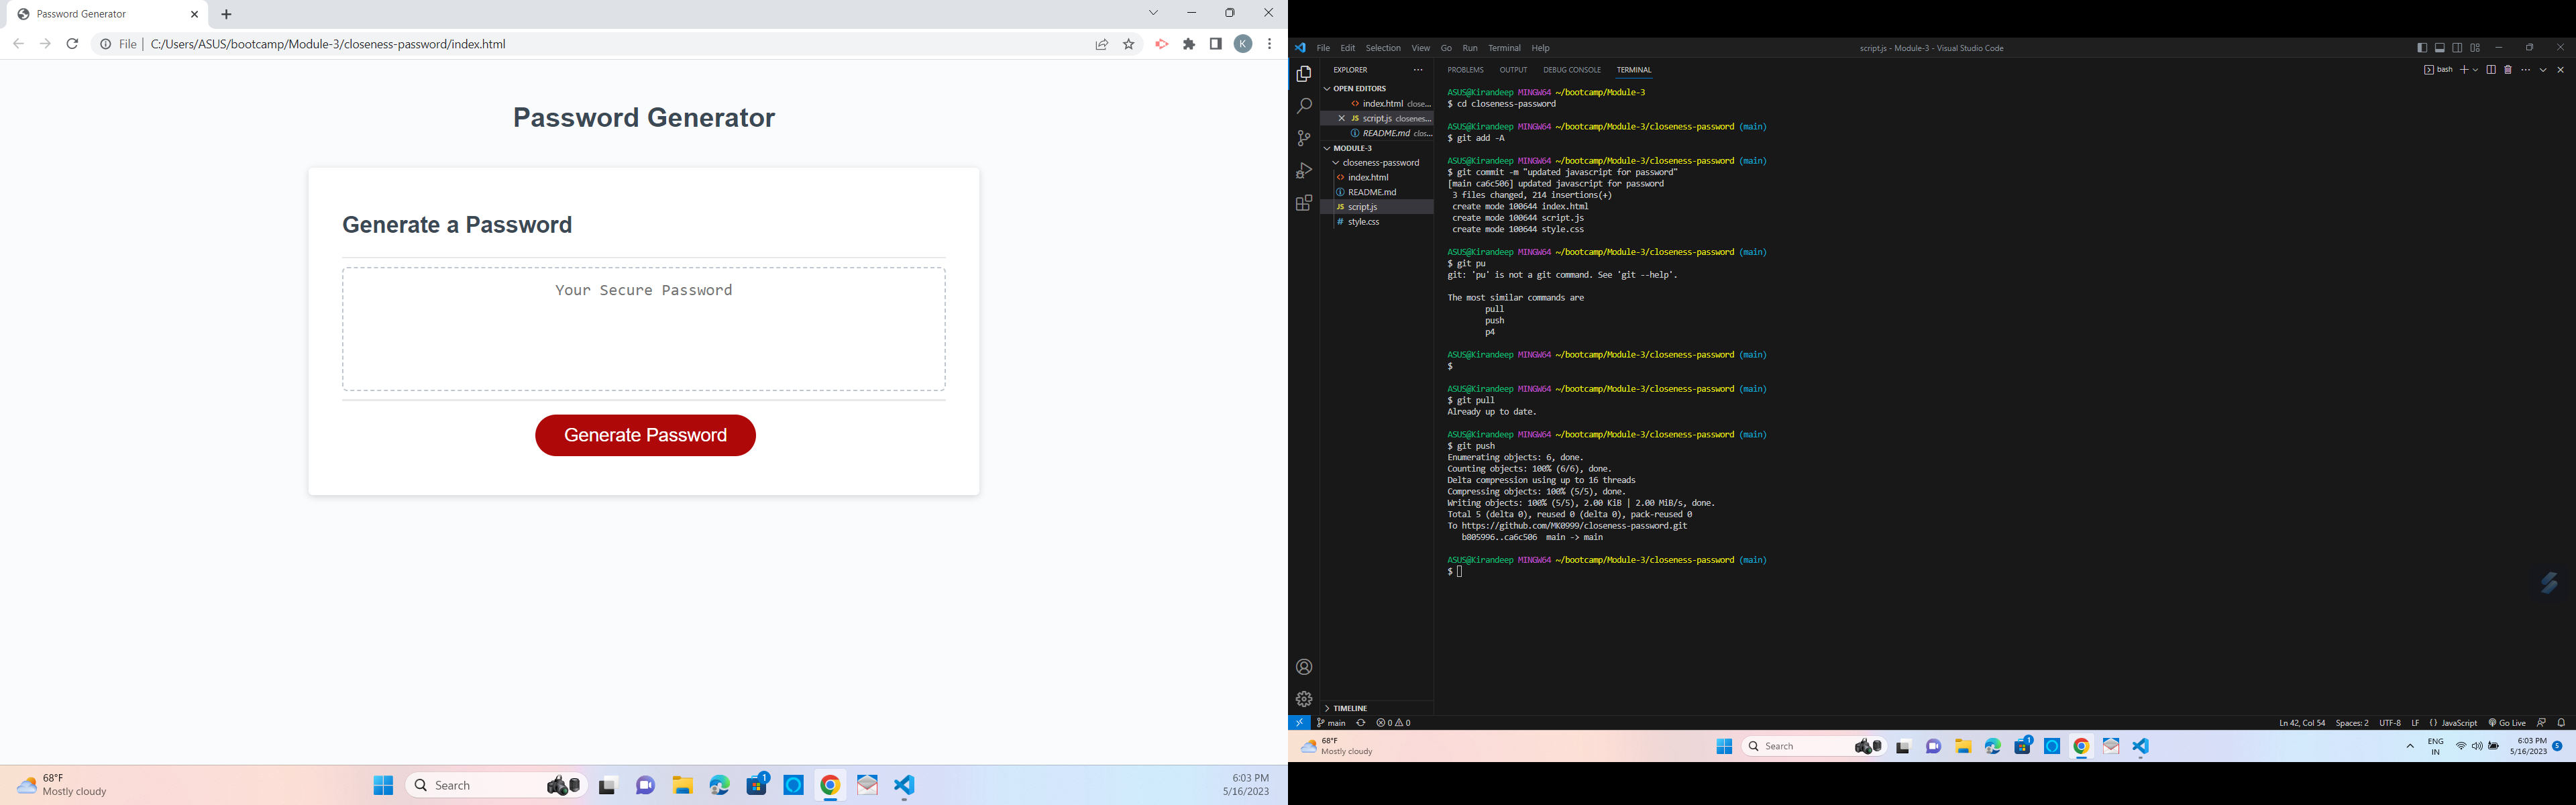 Password Generator
File | C:/Users/ASUS/bootcamp/Module-3/closeness-password/index.html
K
Password Generator
Generate a Password
Your Secure Password
Generate Password
68°F
Mostly cloudy
Search
1
6:03 PM
5/16/2023
File Edit Selection View Go Run Terminal Help
script.js - Module-3 - Visual Studio Code
EXPLORER
OPEN EDITORS
index.html close...
JS script.js closenes...
README.md clos...
MODULE-3
closeness-password
index.html
README.md
JS script.js
# style.css
TIMELINE
PROBLEMS OUTPUT DEBUG CONSOLE TERMINAL
bash
ASUS@Kirandeep MINGW64 ~/bootcamp/Module-3
$ cd closeness-password
ASUS@Kirandeep MINGW64 ~/bootcamp/Module-3/closeness-password (main)
$ git add -A
ASUS@Kirandeep MINGW64 ~/bootcamp/Module-3/closeness-password (main)
$ git commit -m "updated javascript for password"
[main ca6c506] updated javascript for password
3 files changed, 214 insertions(+)
create mode 100644 index.html
create mode 100644 script.js
create mode 100644 style.css
ASUS@Kirandeep MINGW64 ~/bootcamp/Module-3/closeness-password (main)
$ git pu
git: 'pu' is not a git command. See 'git --help'.
The most similar commands are
pull
push
p4
ASUS@Kirandeep MINGW64 ~/bootcamp/Module-3/closeness-password (main)
$
ASUS@Kirandeep MINGW64 ~/bootcamp/Module-3/closeness-password (main)
$ git pull
Already up to date.
ASUS@Kirandeep MINGW64 ~/bootcamp/Module-3/closeness-password (main)
$ git push
Enumerating objects: 6, done.
Counting objects: 100% (6/6), done.
Delta compression using up to 16 threads
Compressing objects: 100% (5/5), done.
Writing objects: 100% (5/5), 2.00 KiB | 2.00 MiB/s, done.
Total 5 (delta 0), reused 0 (delta 0), pack-reused 0
To https://github.com/MK0999/closeness-password.git
b805996..ca6c506 main -> main
ASUS@Kirandeep MINGW64 ~/bootcamp/Module-3/closeness-password (main)
$
main 0 0
Ln 42, Col 54 Spaces: 2 UTF-8 LF {} JavaScript Go Live
68°F
Mostly cloudy
Search
1
ENG
IN
6:03 PM
5/16/2023
5